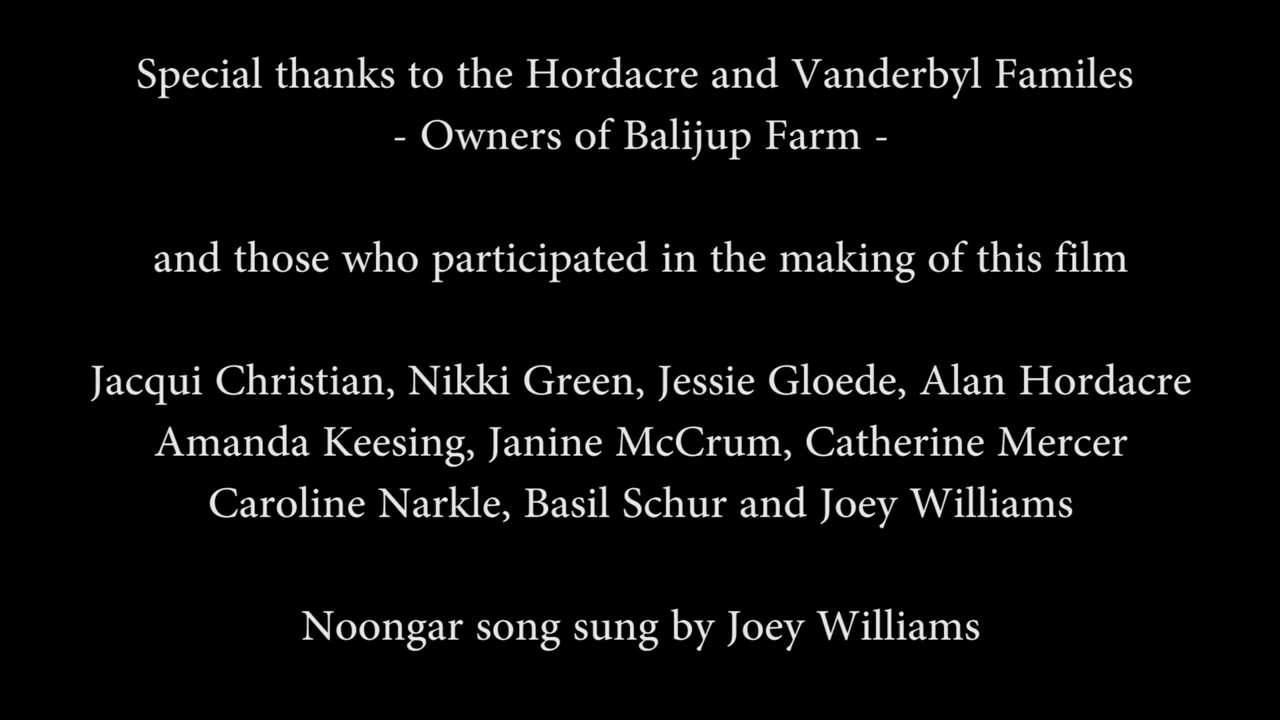 Special thanks to the Hordacre and Vanderbyl Familes
- Owners of Balijup Farm -
and those who participated in the making of this film
Jacqui Christian, Nikki Green, Jessie Gloede, Alan Hordacre
Amanda Keesing, Janine McCrum, Catherine Mercer
Caroline Narkle, Basil Schur and Joey Williams
Noongar song sung by Joey Williams